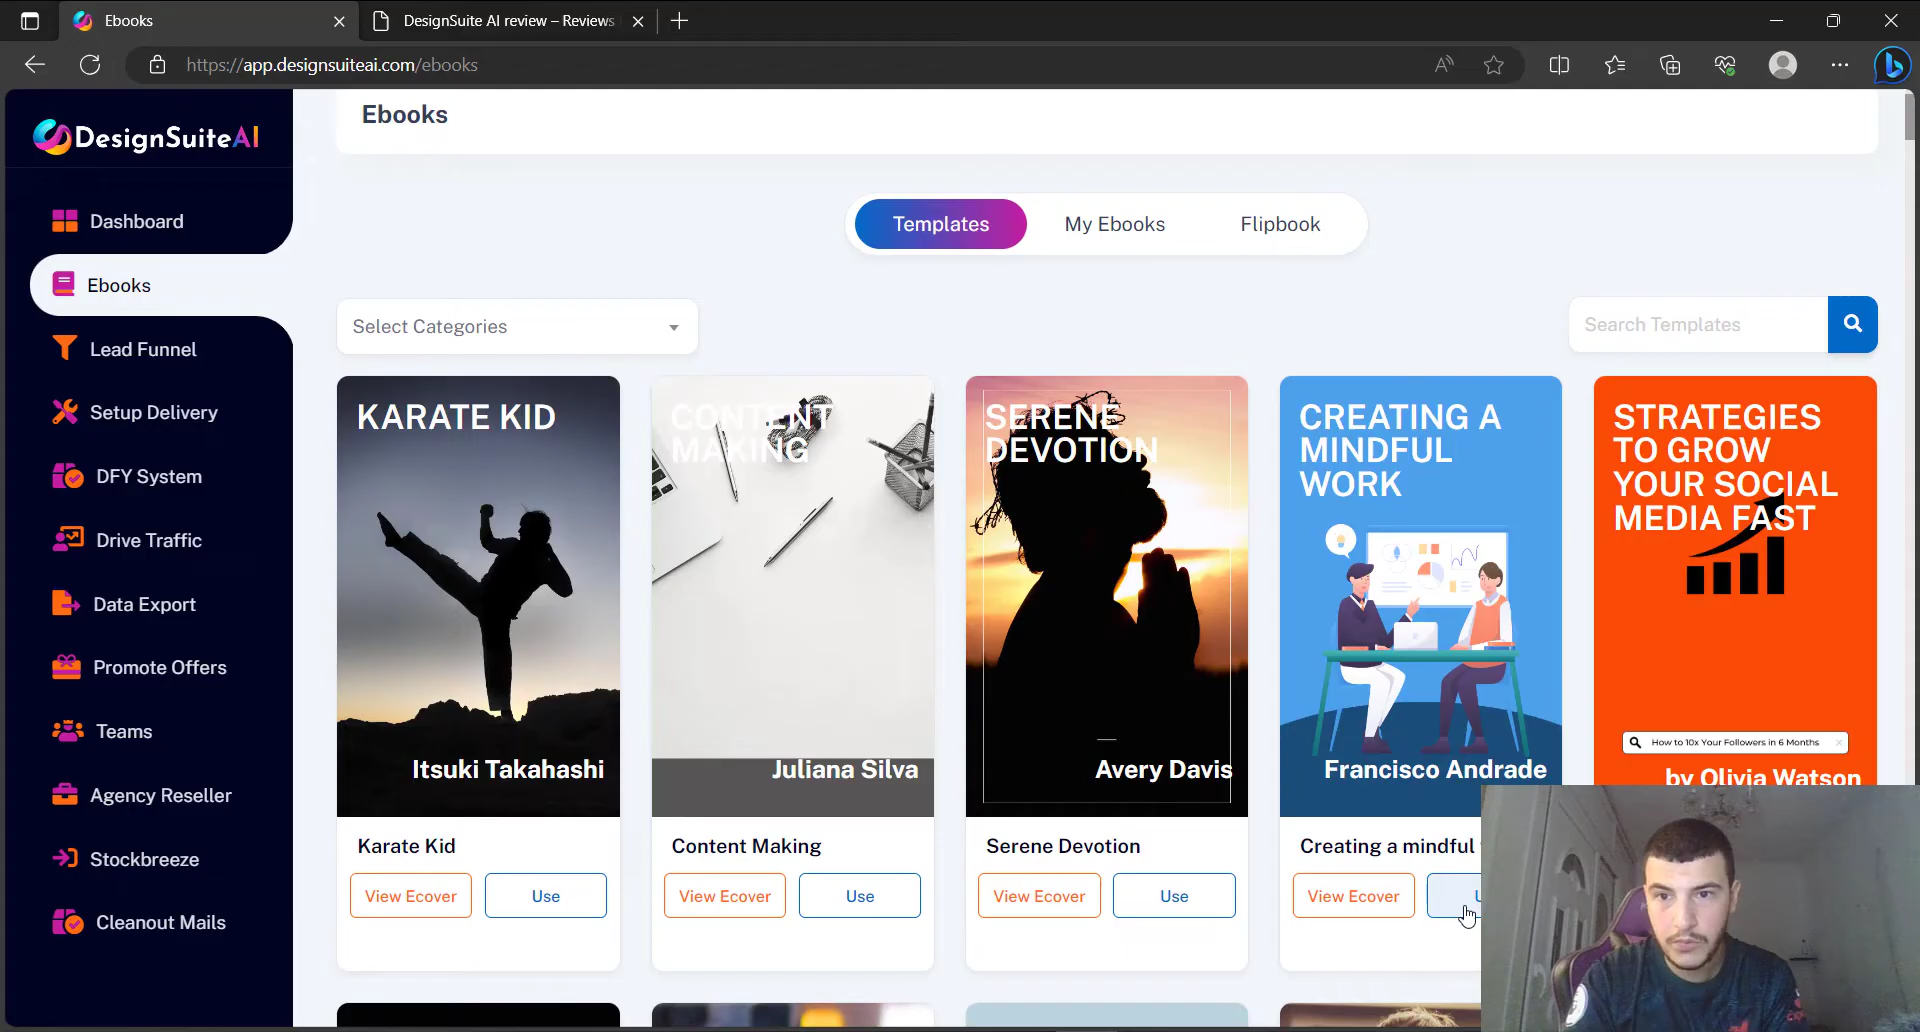 Ebooks
DesignSuite AI review – Reviews
https://app.designsuiteai.com/ebooks
DesignSuiteAI
Dashboard
Ebooks
Lead Funnel
Setup Delivery
DFY System
Drive Traffic
Data Export
Promote Offers
Teams
Agency Reseller
Stockbreeze
Cleanout Mails
Ebooks
Templates
My Ebooks
Flipbook
Select Categories
Search Templates
KARATE KID
Itsuki Takahashi
Karate Kid
View Ecover
Use
CONTENT
MAKING
Juliana Silva
Content Making
View Ecover
Use
SERENE
DEVOTION
Avery Davis
Serene Devotion
View Ecover
Use
CREATING A
MINDFUL
WORK
Francisco Andrade
Creating a mindful
View Ecover
STRATEGIES
TO GROW
YOUR SOCIAL
MEDIA FAST
How to 10x Your Followers in 6 Months
by Olivia Watson